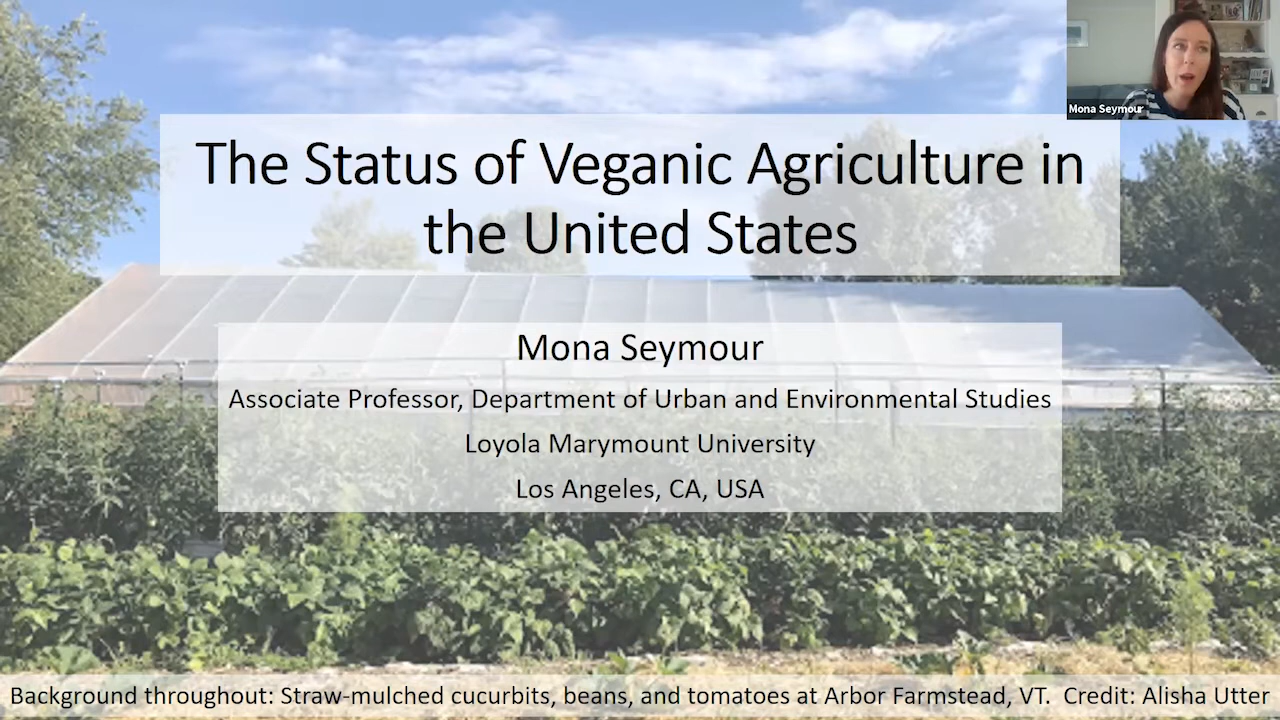 Mona Seymour
The Status of Veganic Agriculture in
the United States
Mona Seymour
Associate Professor, Department of Urban and Environmental Studies
Loyola Marymount University
Los Angeles, CA, USA
Background throughout: Straw-mulched cucurbits, beans, and tomatoes at Arbor Farmstead, VT.  Credit: Alisha Utter